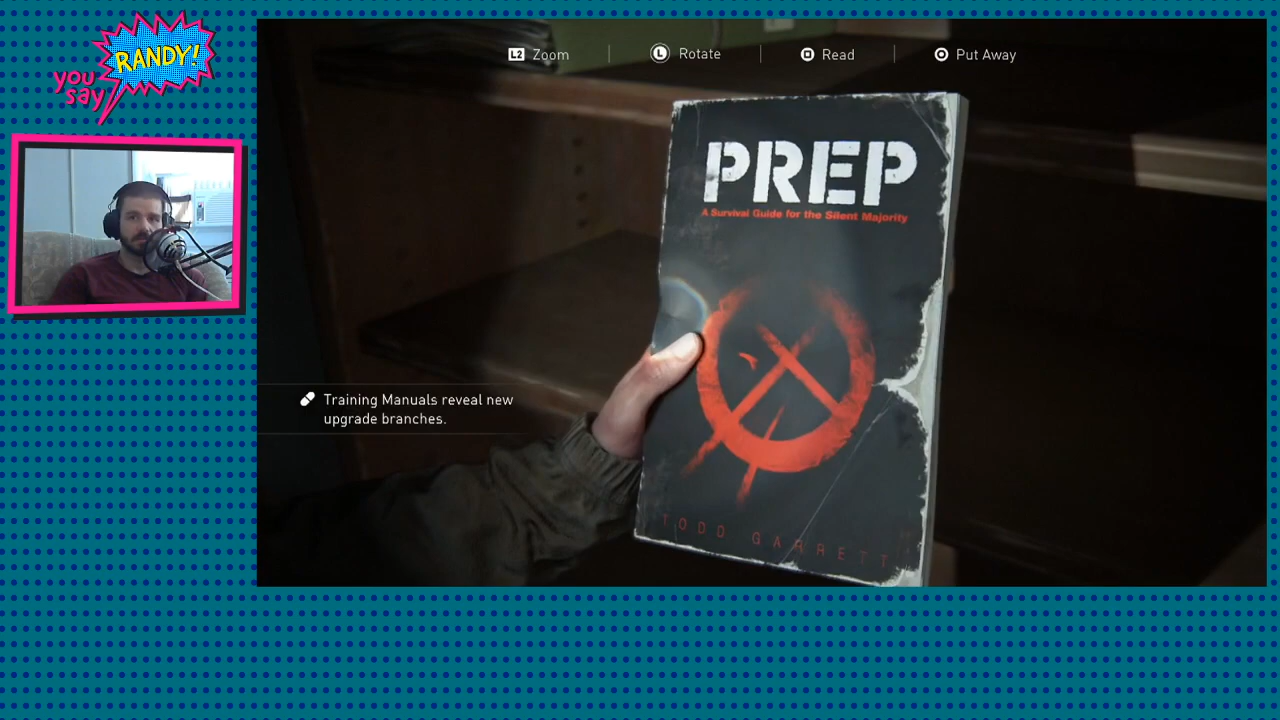 you
say
RANDY!
L2 Zoom
L Rotate
Read
Put Away
PREP
A Survival Guide for the Silent Majority
TODD GARRETT
Training Manuals reveal new
upgrade branches.